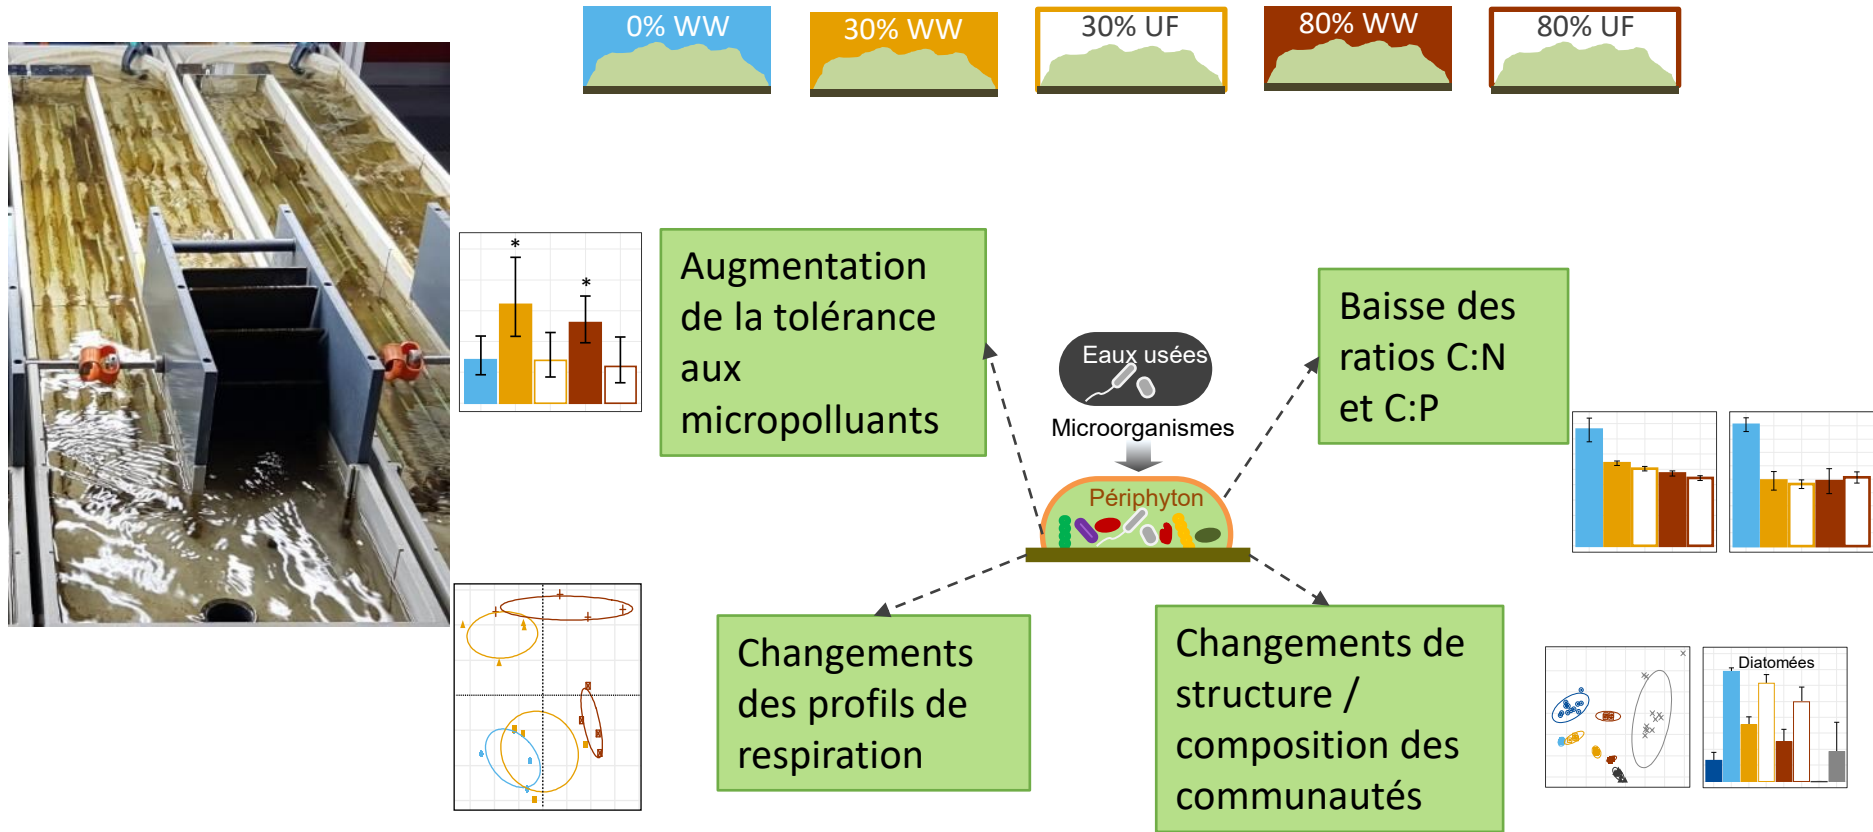 0% WW
30% WW
30% UF
80% WW
80% UF
*
*
Augmentation
de la tolérance
aux
micropolluants
Eaux usées
Microorganismes
Périphyton
Baisse des
ratios C:N
et C:P
Changements
des profils de
respiration
Changements de
structure /
composition des
communautés
Diatomées